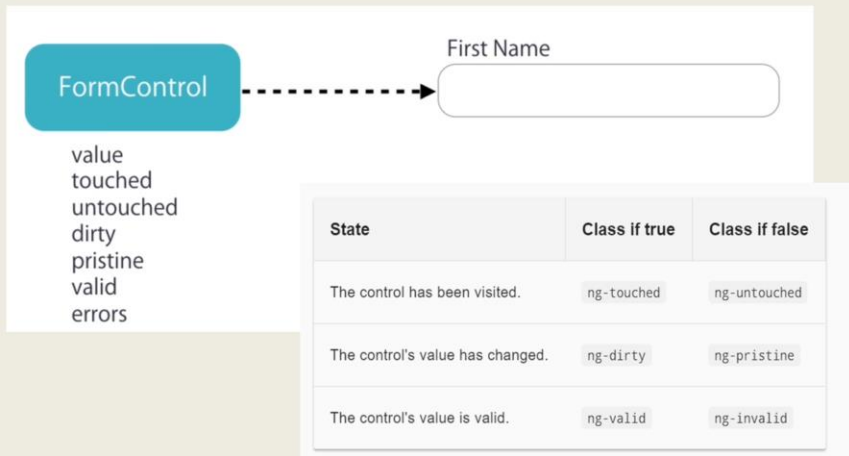 First Name
FormControl
value
touched
untouched
dirty
pristine
valid
errors
State Class if true Class if false
The control has been visited. ng-touched ng-untouched
The control's value has changed. ng-dirty ng-pristine
The control's value is valid. ng-valid ng-invalid